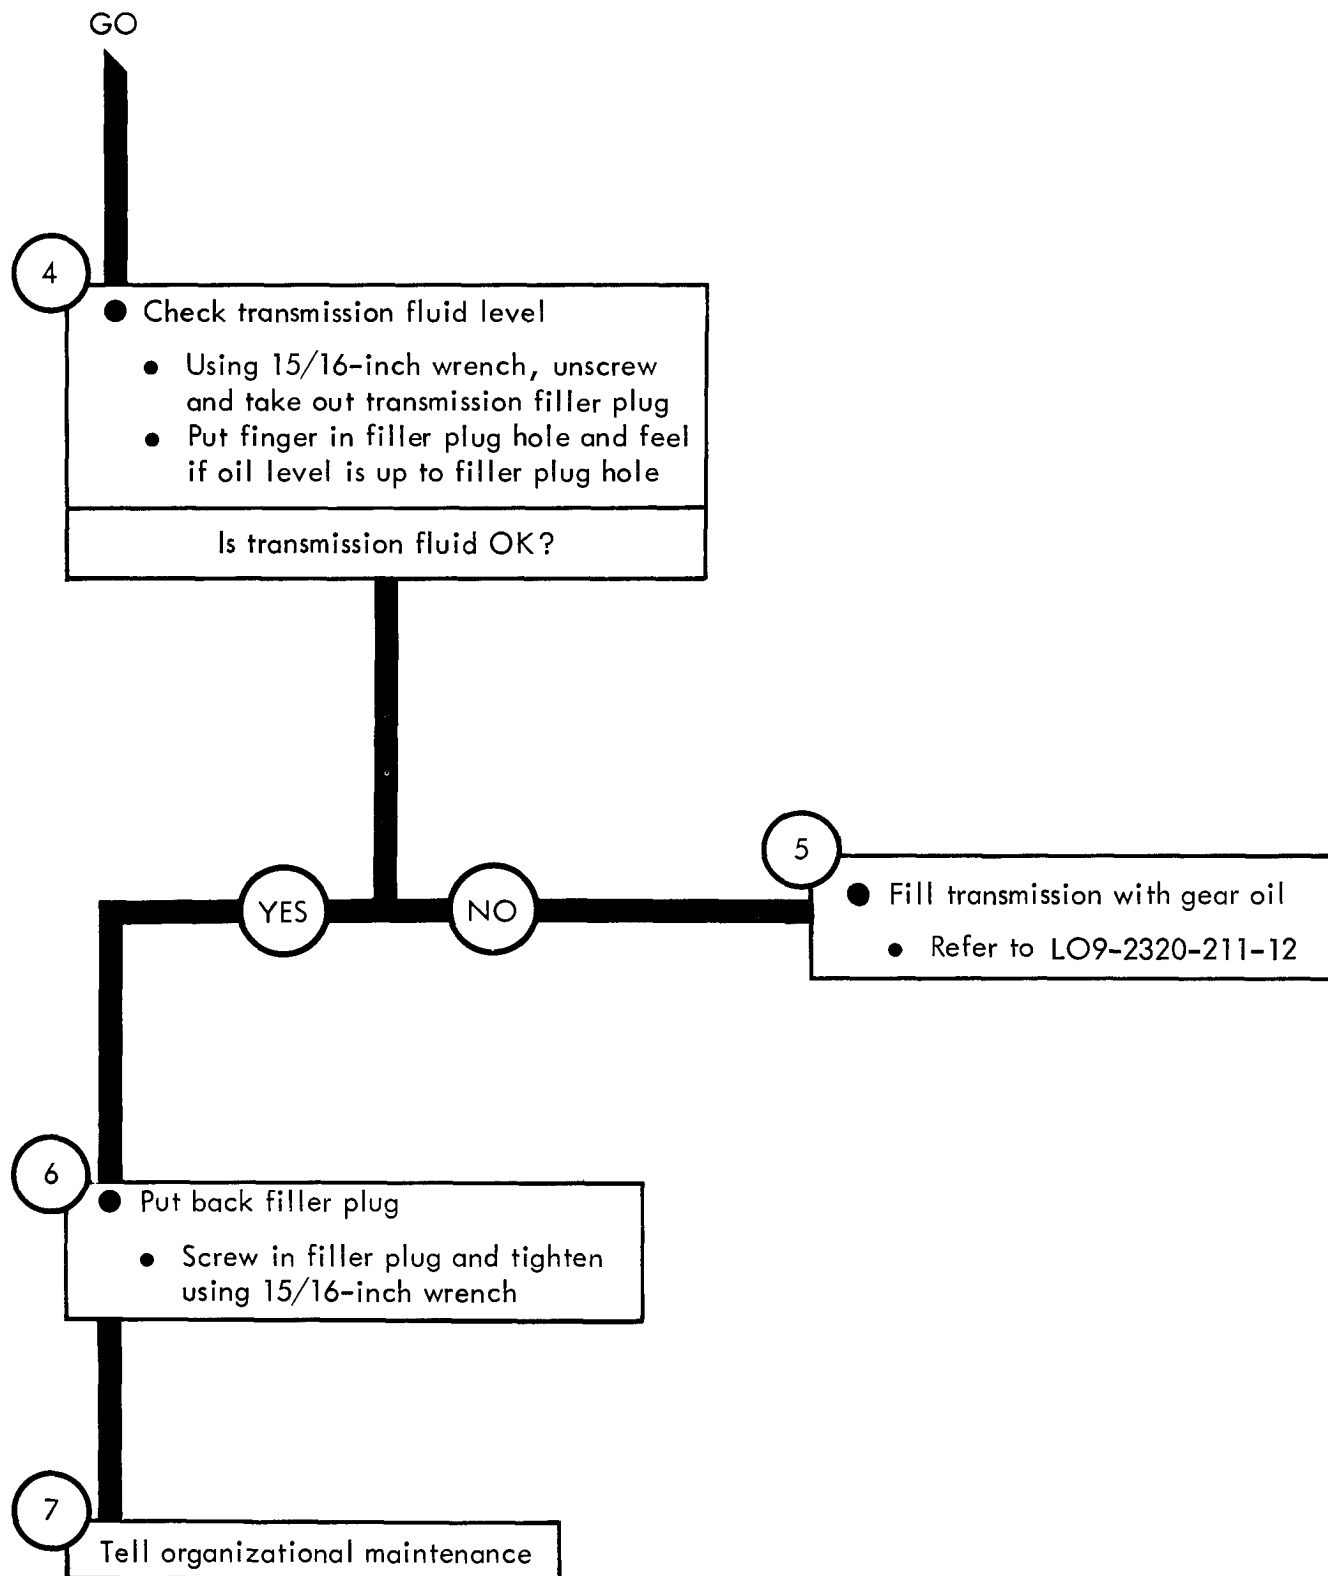 GO
4
● Check transmission fluid level
● Using 15/16-inch wrench, unscrew
and take out transmission filler plug
● Put finger in filler plug hole and feel
if oil level is up to filler plug hole
Is transmission fluid OK?
YES
NO
5
● Fill transmission with gear oil
● Refer to LO9-2320-211-12
6
● Put back filler plug
● Screw in filler plug and tighten
using 15/16-inch wrench
7
Tell organizational maintenance